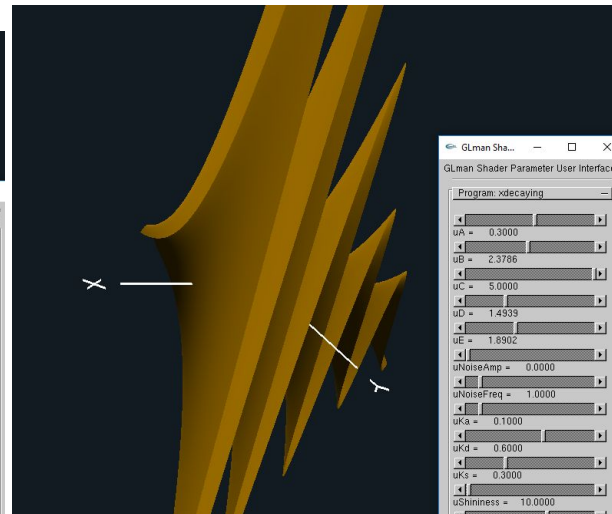 X
Y
GLman Sha...
GLman Shader Parameter User Interface
Program: xdecaying
uA = 0.3000
uB = 2.3786
uC = 5.0000
uD = 1.4939
uE = 1.8902
uNoiseAmp = 0.0000
uNoiseFreq = 1.0000
uKa = 0.1000
uKd = 0.6000
uKs = 0.3000
uShininess = 10.0000